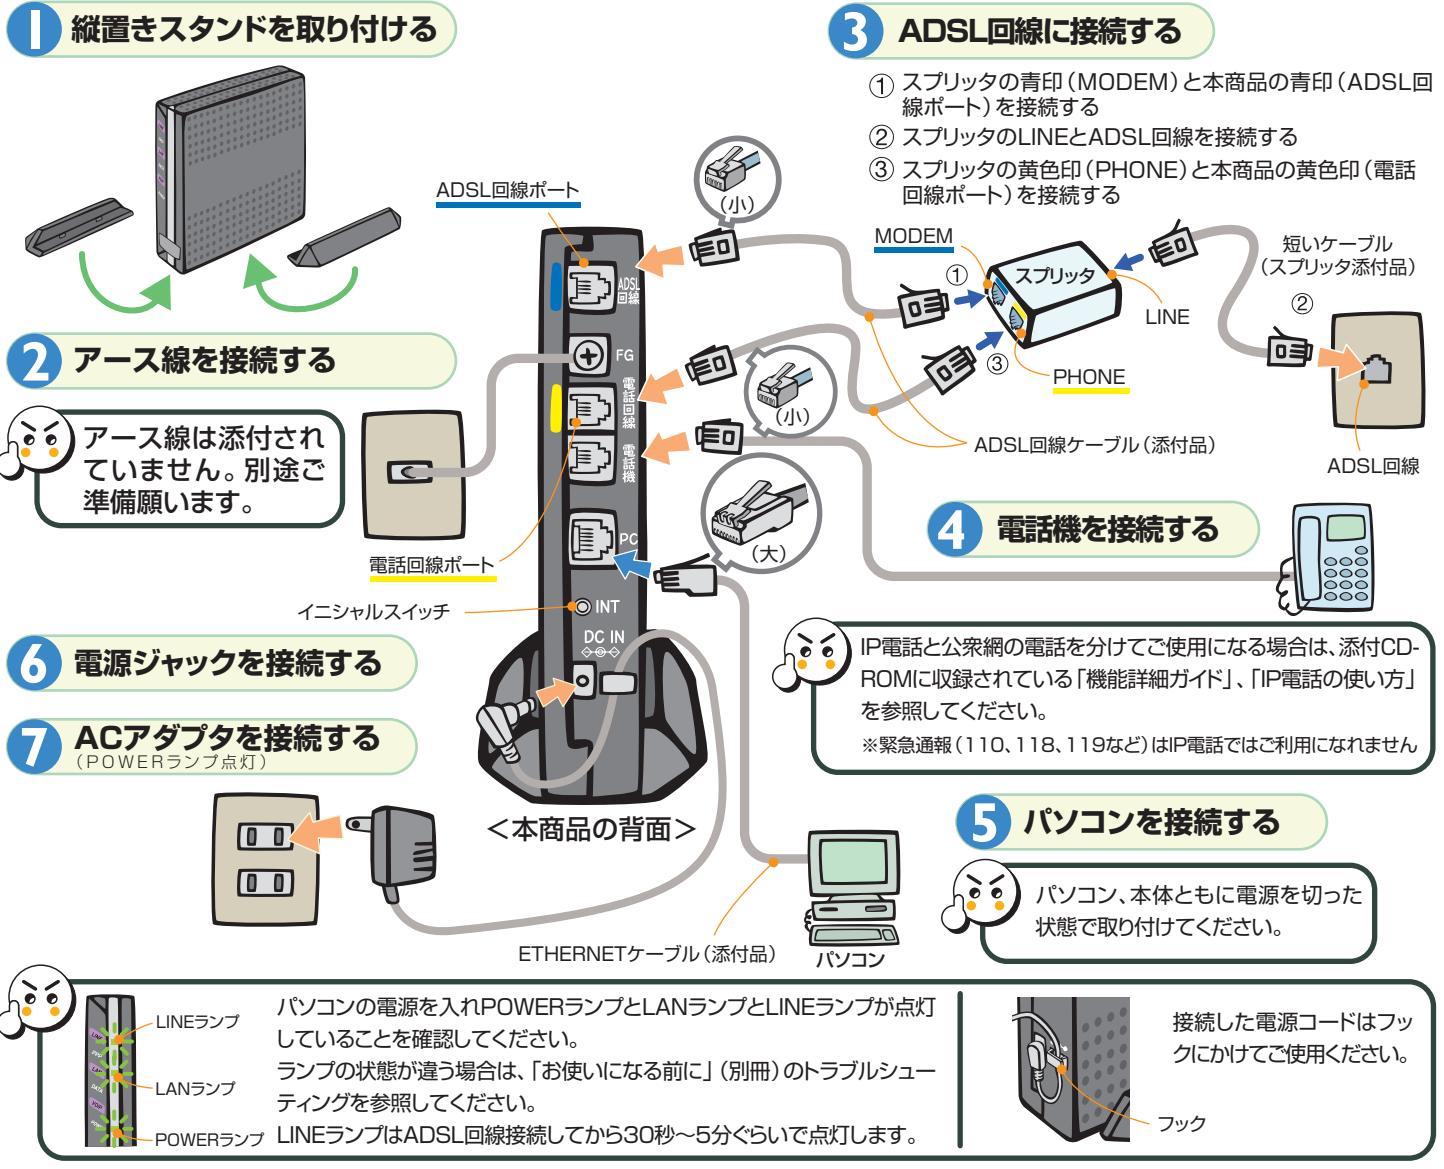 1 縦置きスタンドを取り付ける
2 アース線を接続する
アース線は添付され
ていません。別途ご
準備願います。
3 ADSL回線に接続する
① スプリッタの青印(MODEM)と本商品の青印(ADSL回
線ポート)を接続する
② スプリッタのLINEとADSL回線を接続する
③ スプリッタの黄色印(PHONE)と本商品の黄色印(電話
回線ポート)を接続する
ADSL回線ポート
(小)
MODEM
スプリッタ
①
③
LINE
PHONE
短いケーブル
(スプリッタ添付品)
②
ADSL回線
ADSL回線ケーブル(添付品)
(小)
(大)
ADSL
回線
FG
電話回線
電話機
PC
INT
DC IN
電話回線ポート
イニシャルスイッチ
<本商品の背面>
4 電話機を接続する
IP電話と公衆網の電話を分けてご使用になる場合は、添付CD-
ROMに収録されている「機能詳細ガイド」、「IP電話の使い方」
を参照してください。
※緊急通報(110、118、119など)はIP電話ではご利用になれません
5 パソコンを接続する
パソコン、本体ともに電源を切った
状態で取り付けてください。
ETHERNETケーブル(添付品)
パソコン
6 電源ジャックを接続する
7 ACアダプタを接続する
(POWERランプ点灯)
LINEランプ
LANランプ
POWERランプ
パソコンの電源を入れPOWERランプとLANランプとLINEランプが点灯
していることを確認してください。
ランプの状態が違う場合は、「お使いになる前に」(別冊)のトラブルシュー
ティングを参照してください。
LINEランプはADSL回線接続してから30秒〜5分ぐらいで点灯します。
接続した電源コードはフッ
クにかけてご使用ください。
フック